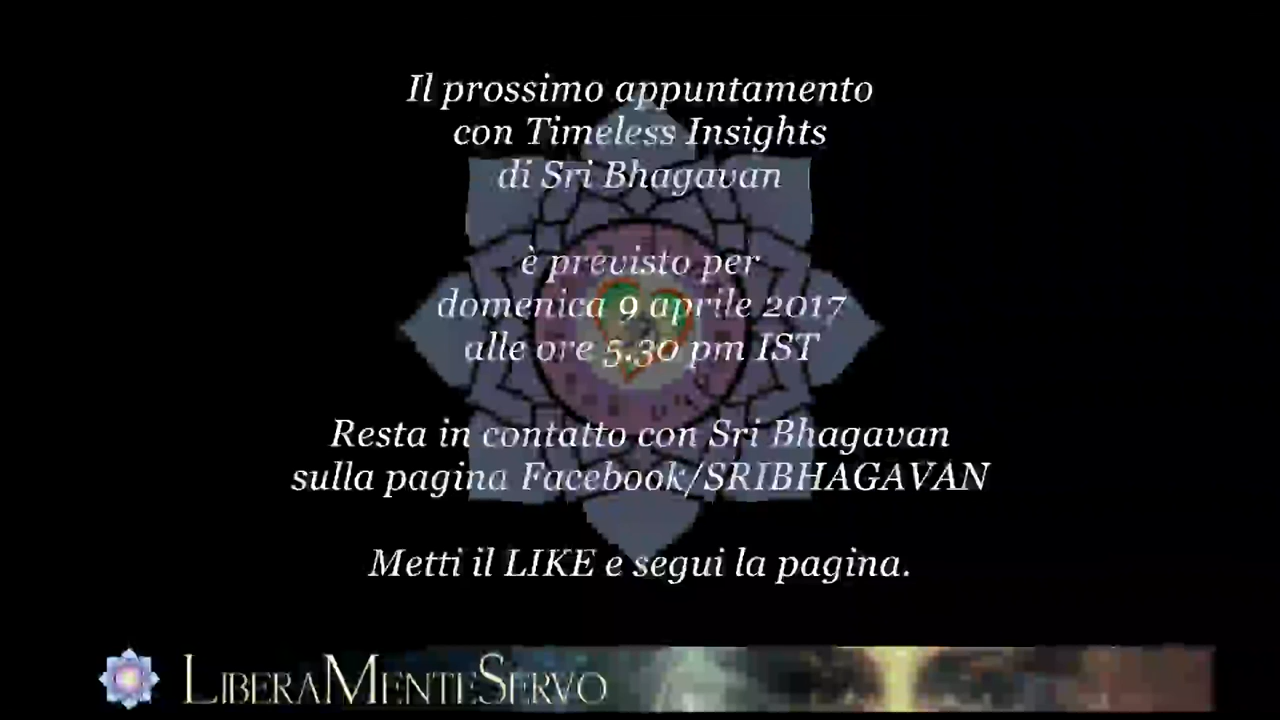 Il prossimo appuntamento
con Timeless Insights
di Sri Bhagavan
è previsto per
domenica 9 aprile 2017
alle ore 5.30 pm IST
Resta in contatto con Sri Bhagavan
sulla pagina Facebook/SRIBHAGAVAN
Metti il LIKE e segui la pagina.
LIBERAMENTESERVO